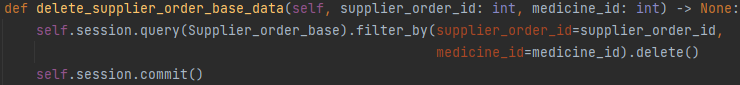 def delete_supplier_order_base_data(self, supplier_order_id: int, medicine_id: int) -> None:
    self.session.query(Supplier_order_base).filter_by(supplier_order_id=supplier_order_id,
                                                      medicine_id=medicine_id).delete()
    self.session.commit()